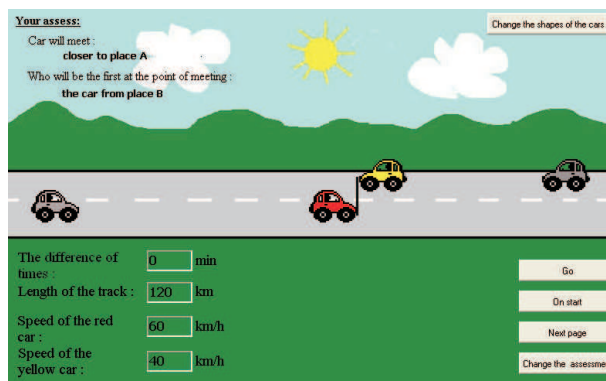 Your assess:
Change the shapes of the cars
Car will meet :
closer to place A
Who will be the first at the point of meeting :
the car from place B
The difference of
times :
0 min
Length of the track : 120 km
Speed of the red
car :
60 km/h
Speed of the
yellow car :
40 km/h
Go
On start
Next page
Change the assessme